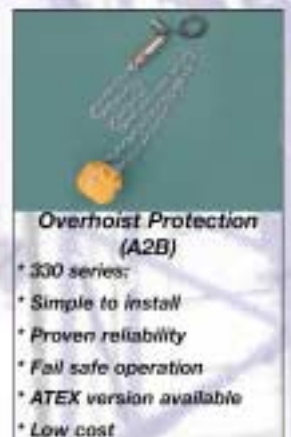 Overhoist Protection
(A2B)
* 330 series:
* Simple to install
* Proven reliability
* Fail safe operation
* ATEX version available
* Low cost